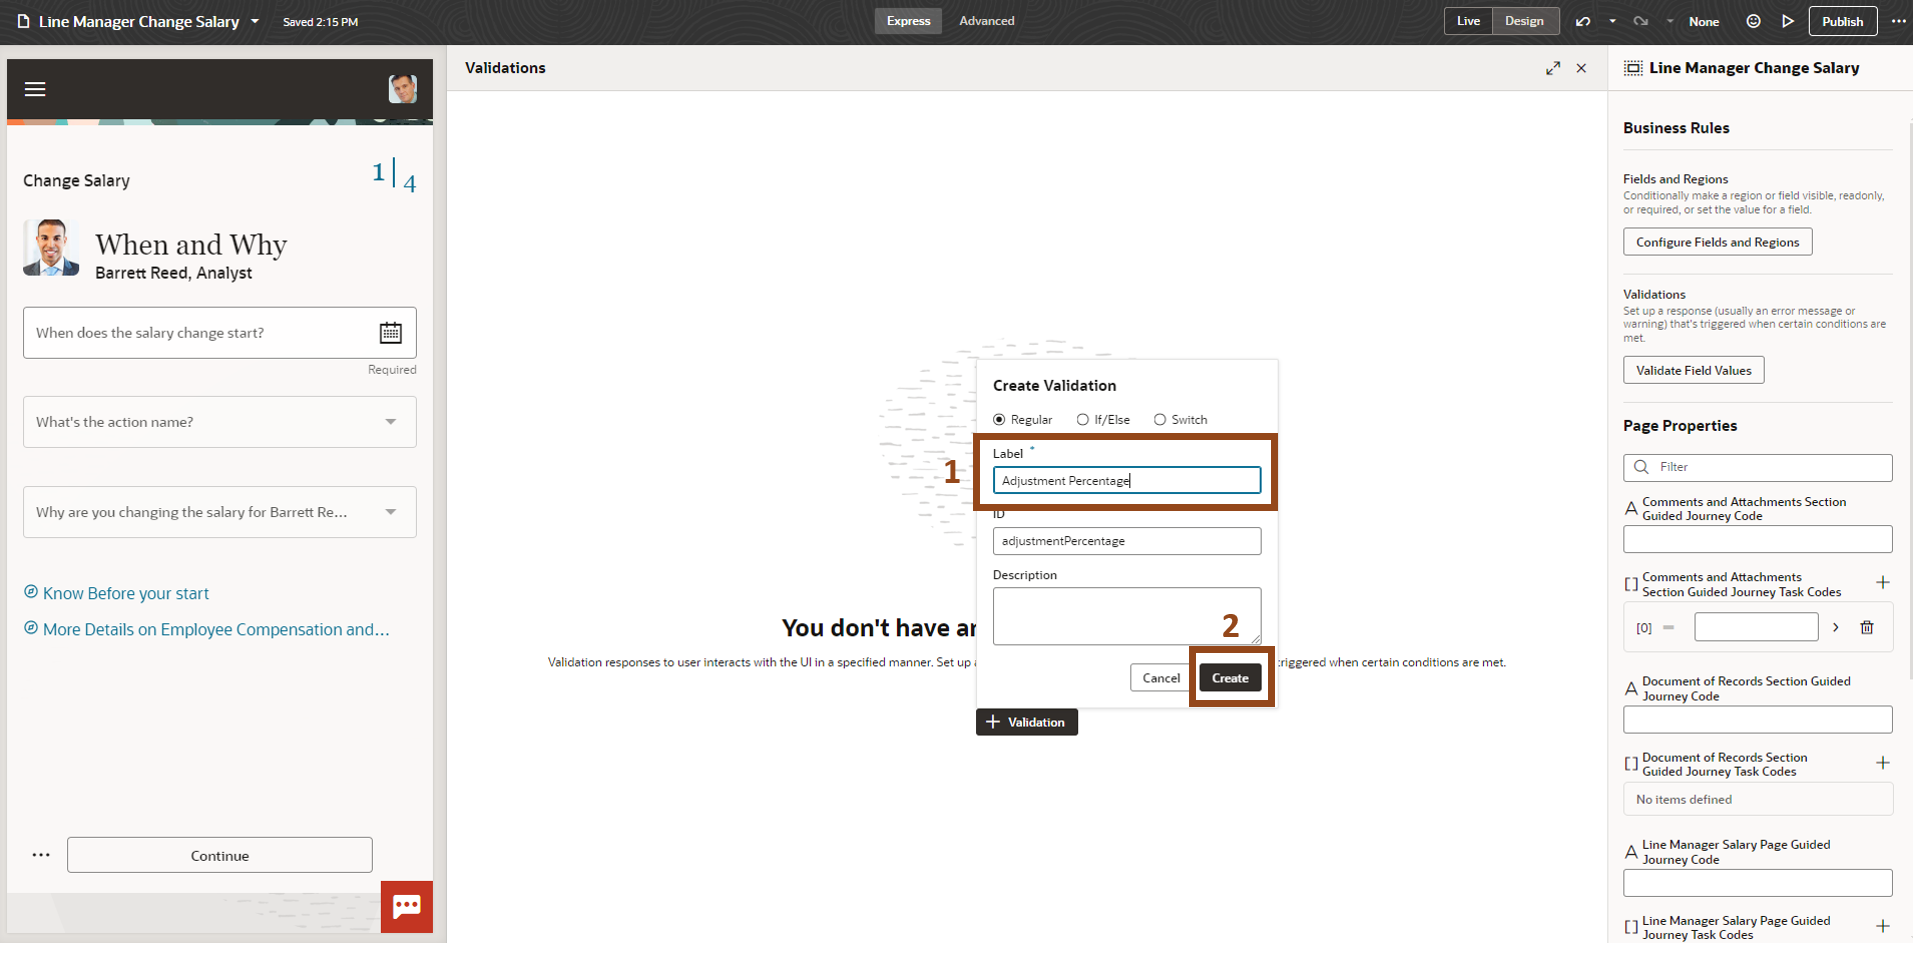 Line Manager Change Salary
Saved 2:15 PM
Express
Advanced
Live
Design
None
Publish
Change Salary
1
4
When and Why
Barrett Reed, Analyst
When does the salary change start?
Required
What's the action name?
Why are you changing the salary for Barrett Re...
Know Before your start
More Details on Employee Compensation and...
Continue
Validations
Create Validation
Regular
If/Else
Switch
1
Label *
Adjustment Percentage
ID
adjustmentPercentage
Description
2
Cancel
Create
You don't have
Validation responses to user interacts with the UI in a specified manner. Set up
triggered when certain conditions are met.
Validation
Line Manager Change Salary
Business Rules
Fields and Regions
Conditionally make a region or field visible, readonly,
or required, or set the value for a field.
Configure Fields and Regions
Validations
Set up a response (usually an error message or
warning) that's triggered when certain conditions are
met.
Validate Field Values
Page Properties
Filter
A Comments and Attachments Section
Guided Journey Code
[] Comments and Attachments
Section Guided Journey Task Codes
[0]
A Document of Records Section Guided
Journey Code
[] Document of Records Section
Guided Journey Task Codes
No items defined
A Line Manager Salary Page Guided
Journey Code
[] Line Manager Salary Page Guided
Journey Task Codes